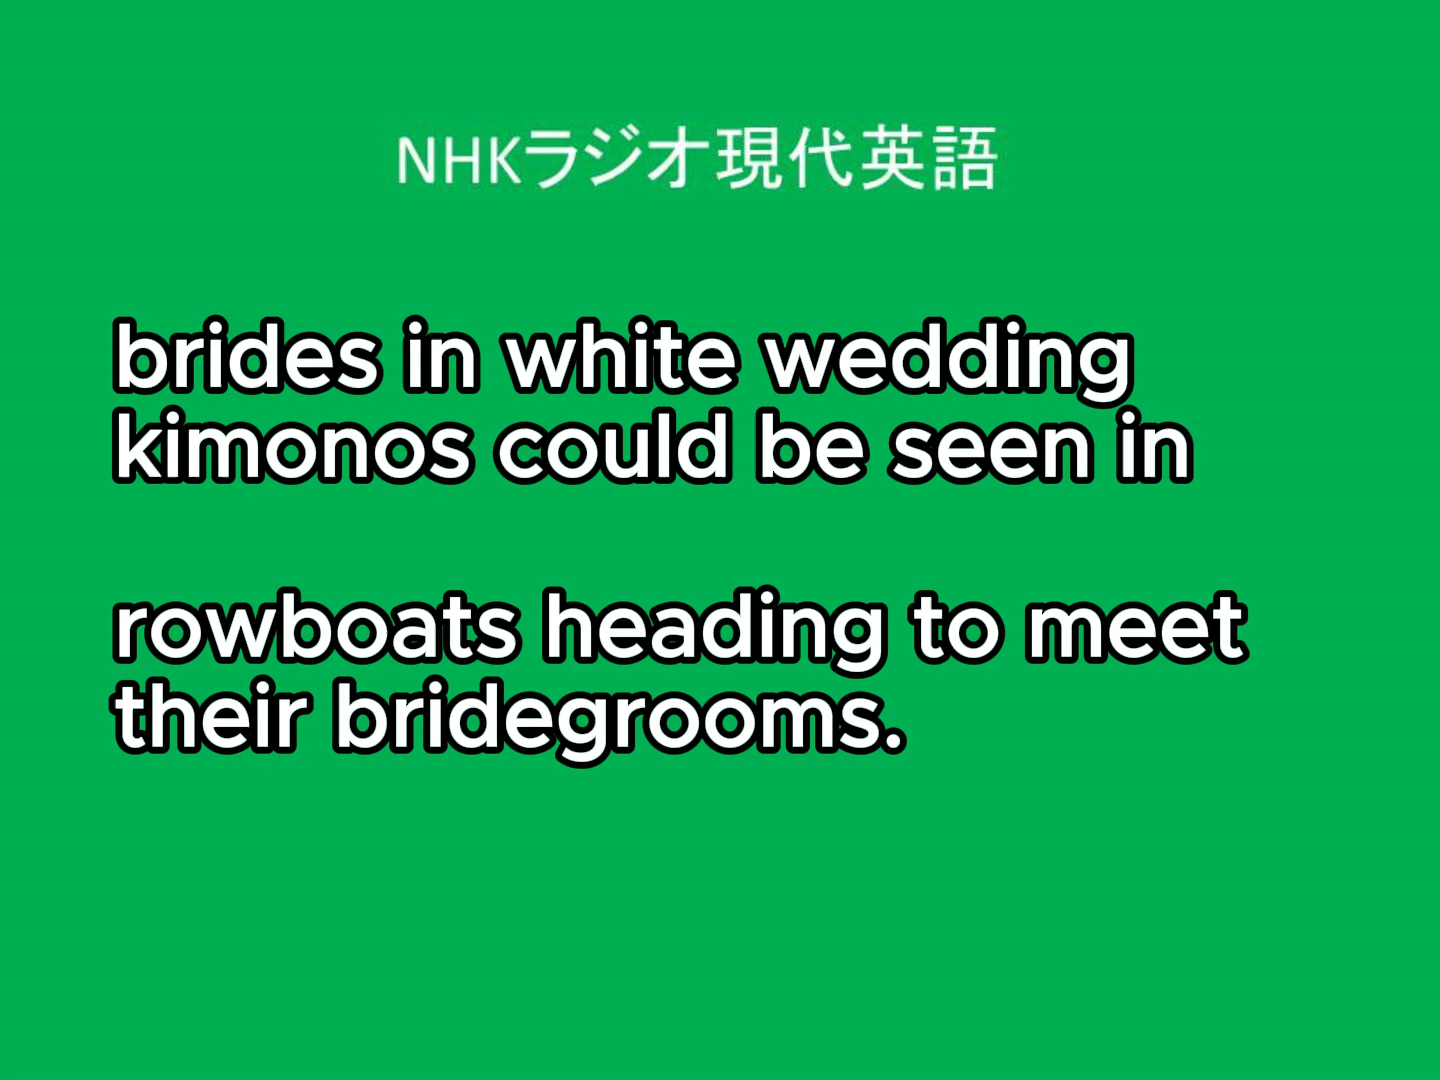 NHKラジオ現代英語
brides in white wedding
kimonos could be seen in
rowboats heading to meet
their bridegrooms.